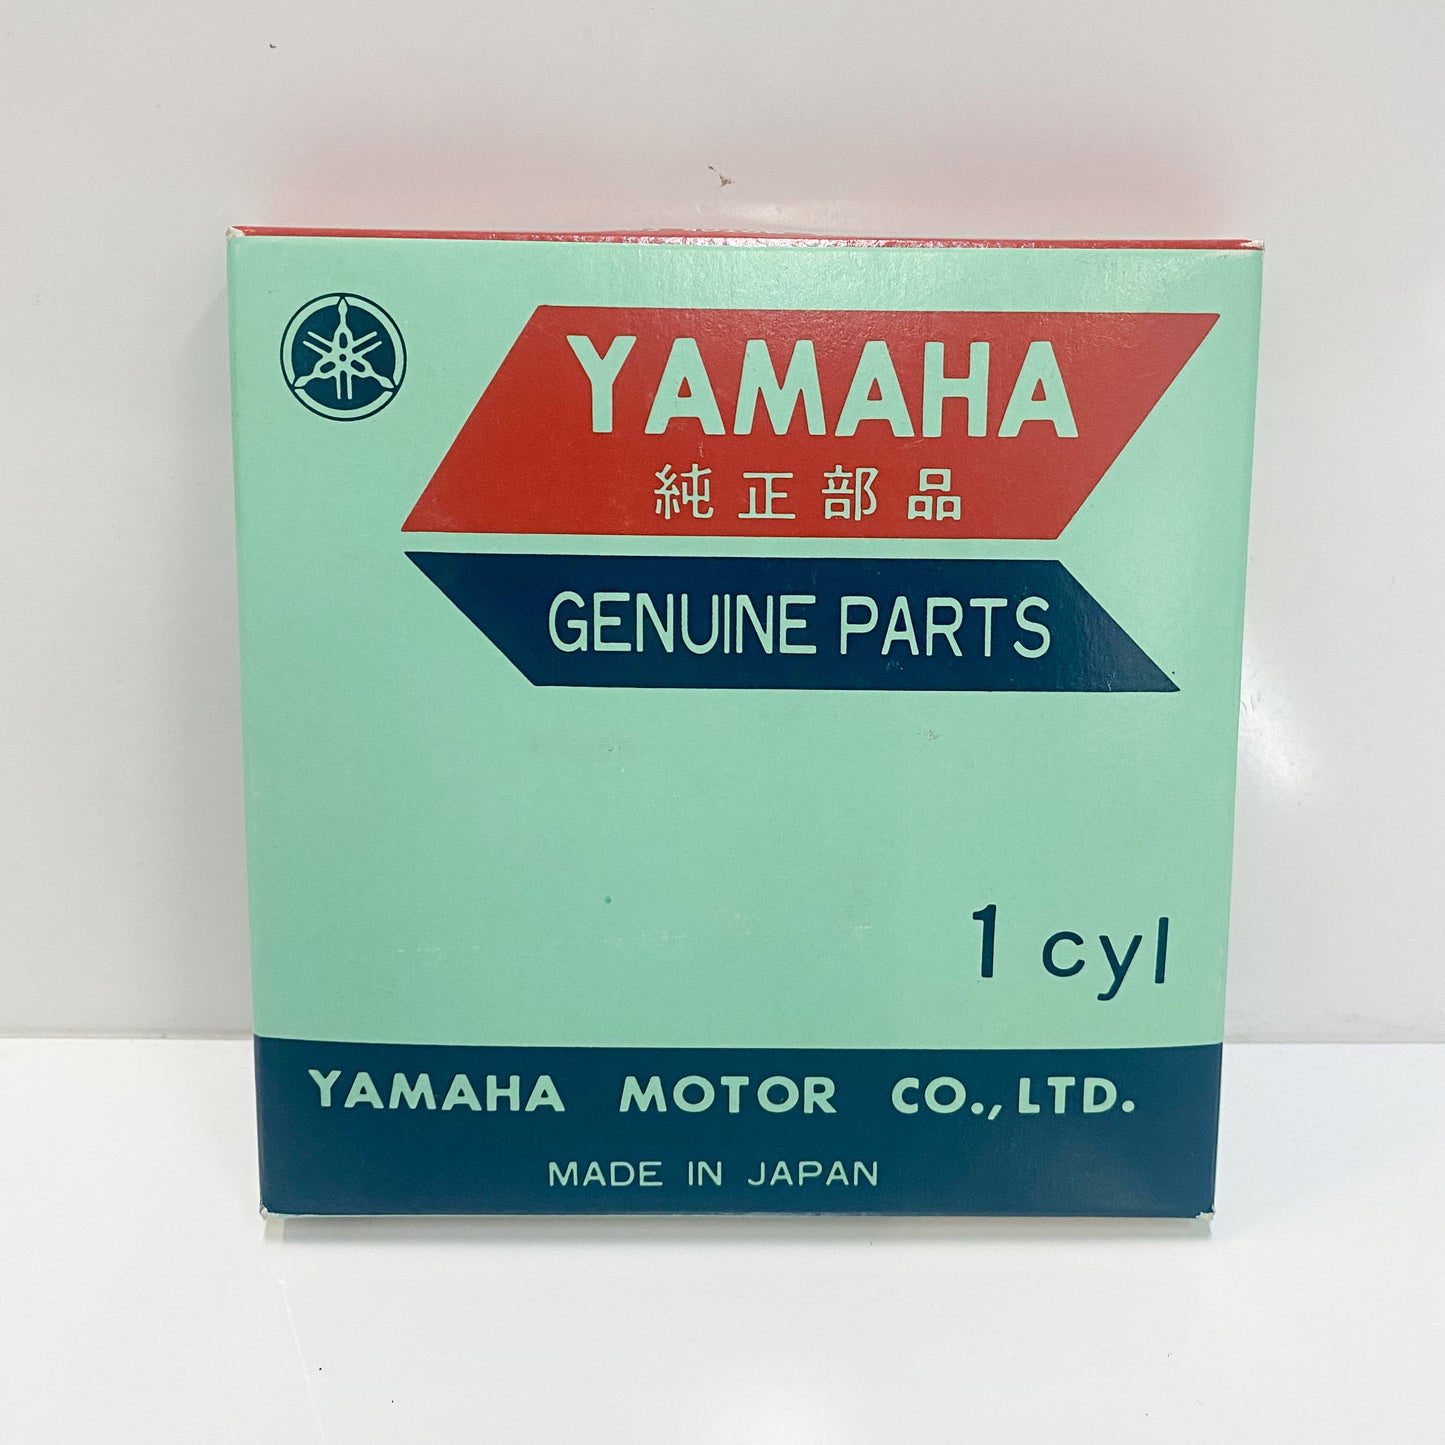 YAMAHA
純正部品
GENUINE PARTS
1 cyl
YAMAHA MOTOR CO., LTD.
MADE IN JAPAN